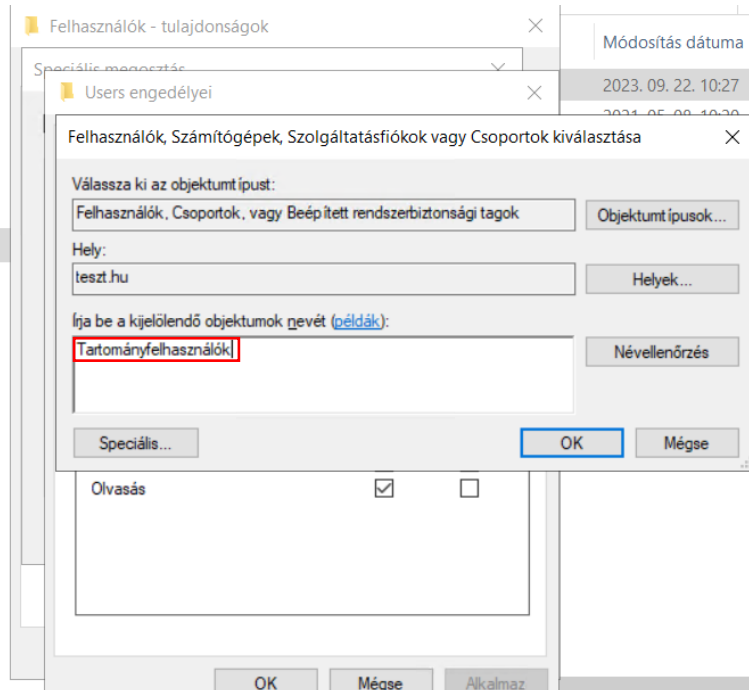 Felhasználók - tulajdonságok
Módosítás dátuma
Speciális megosztás
2023. 09. 22. 10:27
Users engedélyei
Felhasználók, Számítógépek, Szolgáltatásfiókok vagy Csoportok kiválasztása
Válassza ki az objektumtípust:
Felhasználók, Csoportok, vagy Beépített rendszerbiztonsági tagok
Objektumtípusok...
Hely:
teszt.hu
Helyek...
Írja be a kijelölendő objektumok nevét (példák):
Tartományfelhasználók
Névellenőrzés
Speciális...
OK
Mégse
Olvasás
OK
Mégse
Alkalmaz